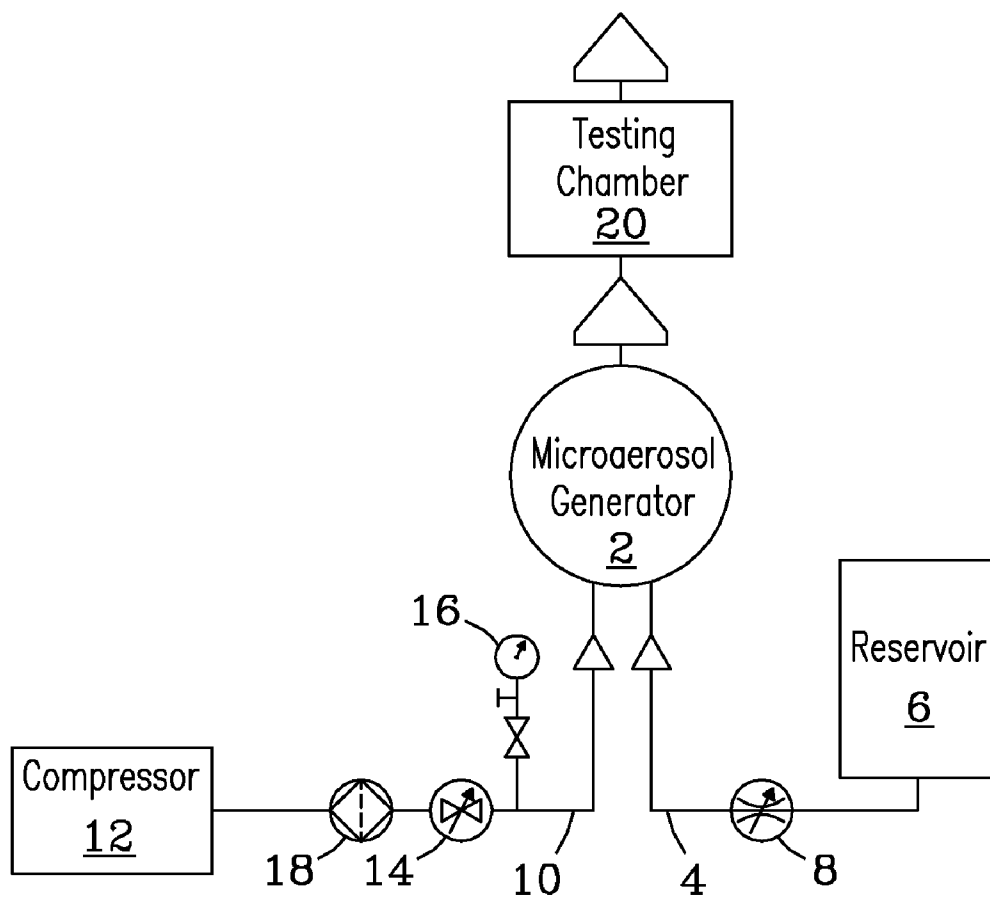 Testing
Chamber
20
Microaerosol
Generator
2
16
Reservoir
6
Compressor
12
18
14
10
4
8